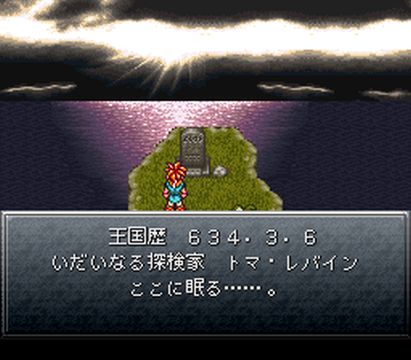 王国歴　６３４．３．６
いだいなる探検家　トマ・レバイン
ここに眠る……。